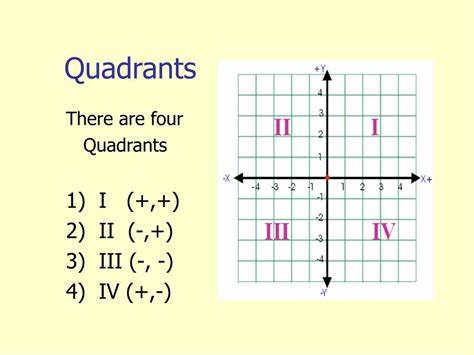 Quadrants
There are four
Quadrants
1) I (+,+)
2) II (-,+)
3) III (-, -)
4) IV (+,-)
+Y
4
3
II I
2
1
-X -4 -3 -2 -1 1 2 3 4 X+
-1
-2
III IV
-3
-4
-Y